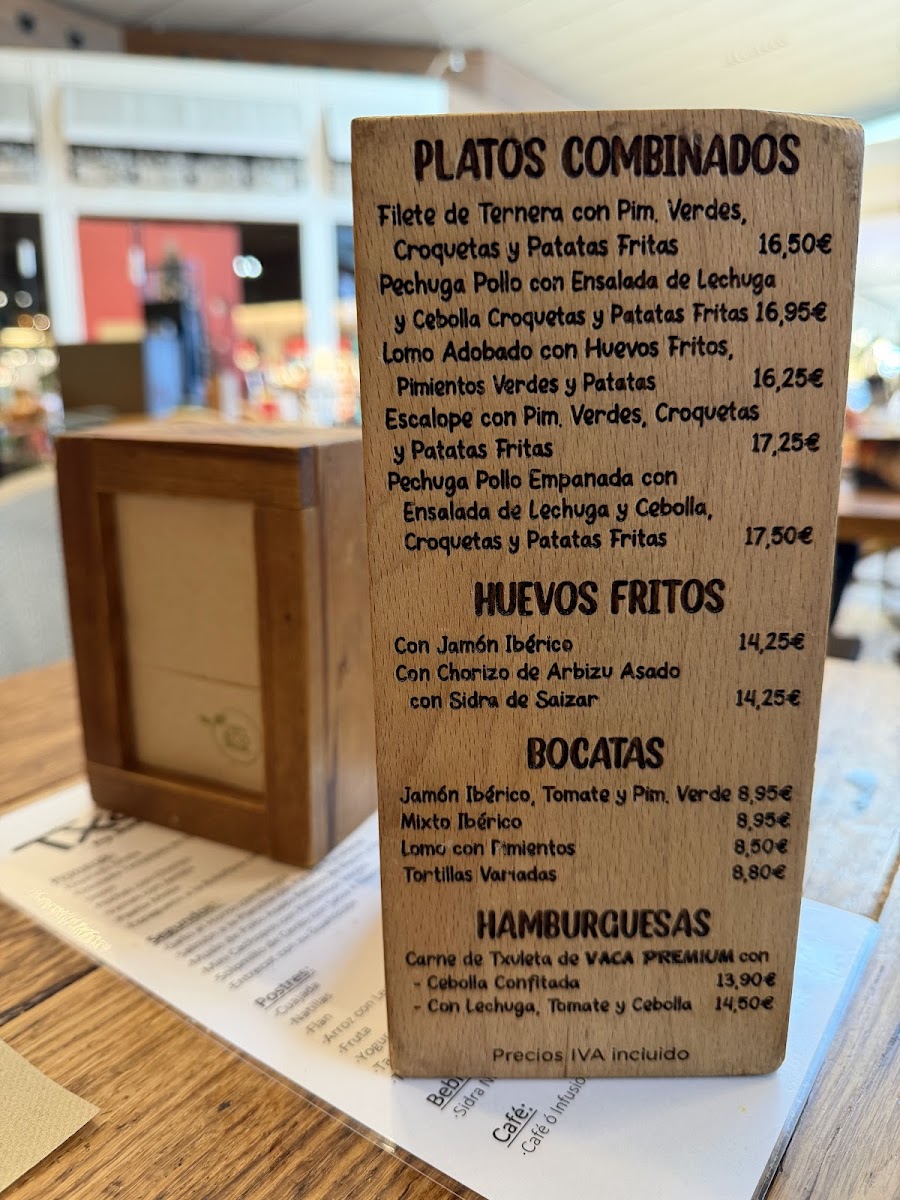 PLATOS COMBINADOS
Filete de Ternera con Pim. Verdes,
Croquetas y Patatas Fritas 16,50€
Pechuga Pollo con Ensalada de Lechuga
y Cebolla Croquetas y Patatas Fritas 16,95€
Lomo Adobado con Huevos Fritos,
Pimientos Verdes y Patatas 16,25€
Escalope con Pim. Verdes, Croquetas
y Patatas Fritas 17,25€
Pechuga Pollo Empanada con
Ensalada de Lechuga y Cebolla,
Croquetas y Patatas Fritas 17,50€
HUEVOS FRITOS
Con Jamón Ibérico 14,25€
Con Chorizo de Arbizu Asado
con Sidra de Saizar 14,25€
BOCATAS
Jamón Ibérico, Tomate y Pim. Verde 8,95€
Mixto Ibérico 8,95€
Lomo con Pimientos 8,50€
Tortillas Variadas 8,80€
HAMBURGUESAS
Carne de Txuleta de VACA PREMIUM con
- Cebolla Confitada 13,90€
- Con Lechuga, Tomate y Cebolla 14,50€
Precios IVA incluido
Segundos:
Postres:
-Cuajada
-Natillas
-Flan
-Arroz con
-Fruta
Café:
-Café ó Infusió